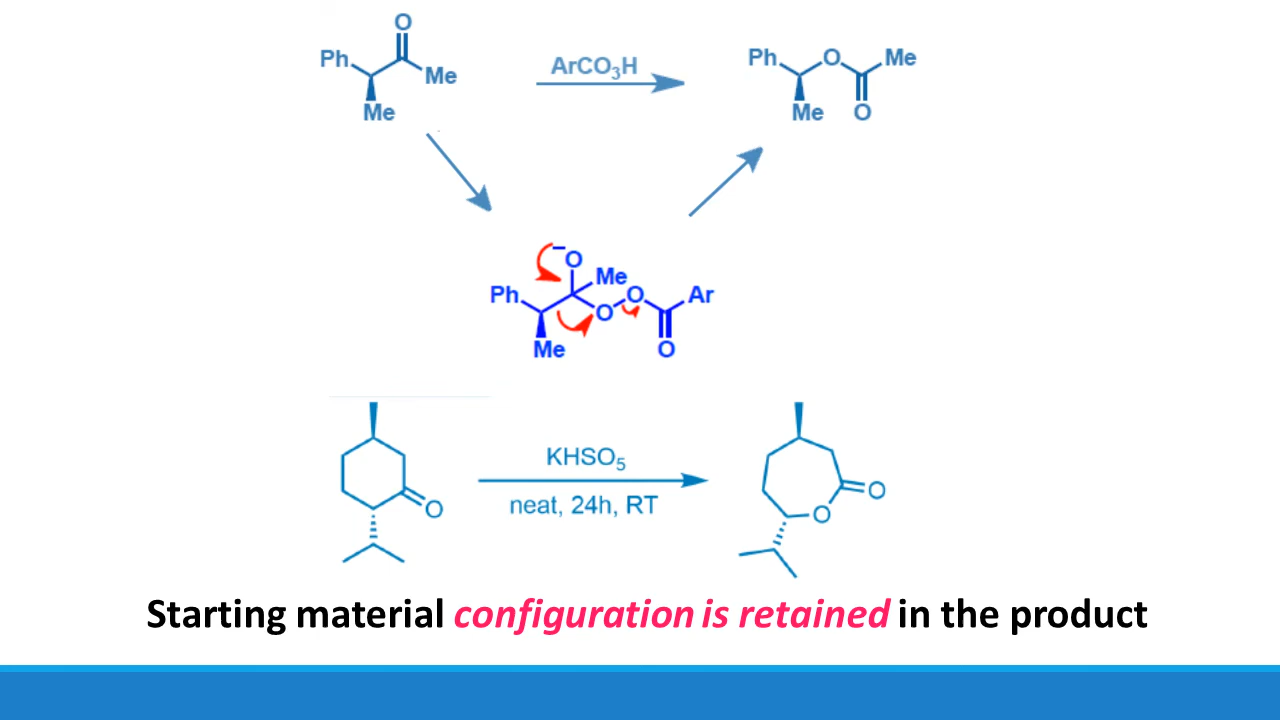 O
Ph
Me
Me
ArCO₃H
Ph
O
Me
Me
O
−
O
Me
Ph
O
O
Ar
Me
O
KHSO₅
neat, 24h, RT
O
O
O
Starting material configuration is retained in the product